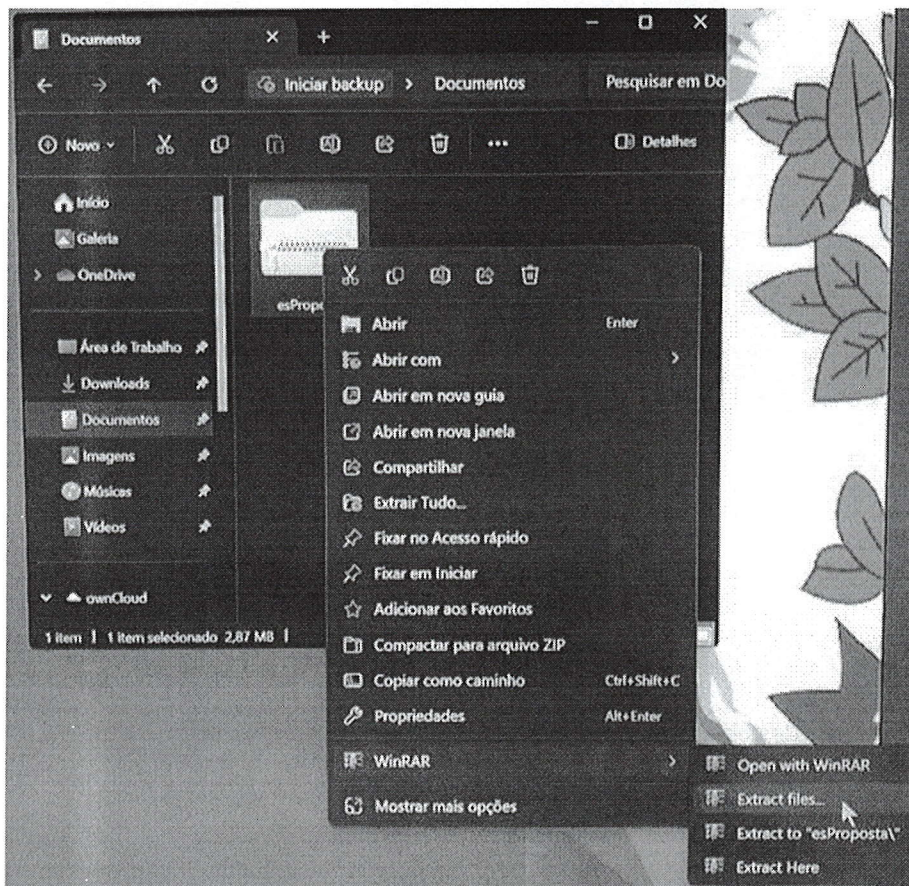 Documentos
Iniciar backup > Documentos
Pesquisar em Do
Novo
Detalhes
Início
Galeria
OneDrive
Área de Trabalho
Downloads
Documentos
Imagens
Músicas
Vídeos
ownCloud
1 item | 1 item selecionado 2,87 MB |
esPropo
Abrir Enter
Abrir com
Abrir em nova guia
Abrir em nova janela
Compartilhar
Extrair Tudo...
Fixar no Acesso rápido
Fixar em Iniciar
Adicionar aos Favoritos
Compactar para arquivo ZIP
Copiar como caminho Ctrl+Shift+C
Propriedades Alt+Enter
WinRAR
Mostrar mais opções
Open with WinRAR
Extract files...
Extract to "esProposta\"
Extract Here